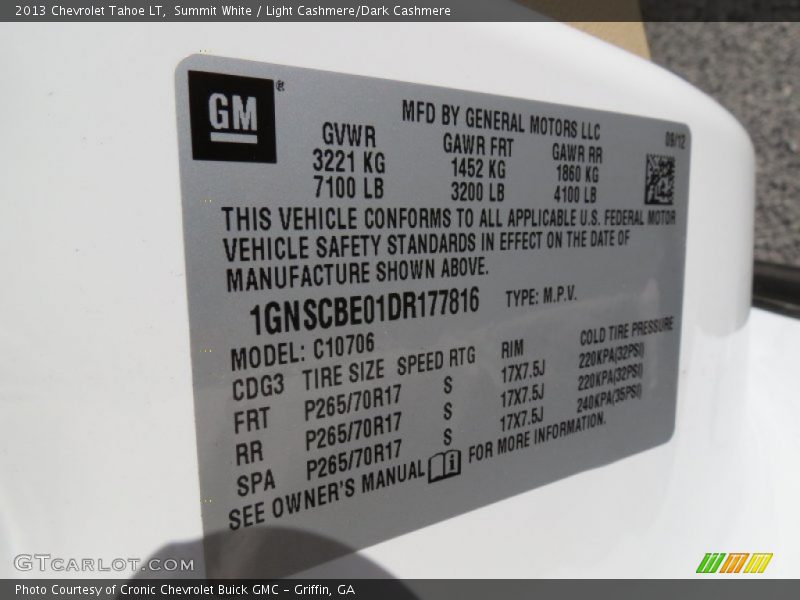 2013 Chevrolet Tahoe LT, Summit White / Light Cashmere/Dark Cashmere
GM®
MFD BY GENERAL MOTORS LLC
09/12
GVWR GAWR FRT GAWR RR
3221 KG 1452 KG 1860 KG
7100 LB 3200 LB 4100 LB
THIS VEHICLE CONFORMS TO ALL APPLICABLE U.S. FEDERAL MOTOR
VEHICLE SAFETY STANDARDS IN EFFECT ON THE DATE OF
MANUFACTURE SHOWN ABOVE.
1GNSCBE01DR177816 TYPE: M.P.V.
MODEL: C10706
CDG3 TIRE SIZE SPEED RTG RIM COLD TIRE PRESSURE
FRT P265/70R17 S 17X7.5J 220KPA(32PSI)
RR P265/70R17 S 17X7.5J 220KPA(32PSI)
SPA P265/70R17 S 17X7.5J 240KPA(35PSI)
SEE OWNER'S MANUAL FOR MORE INFORMATION.
GTCARLOT.COM
Photo Courtesy of Cronic Chevrolet Buick GMC – Griffin, GA